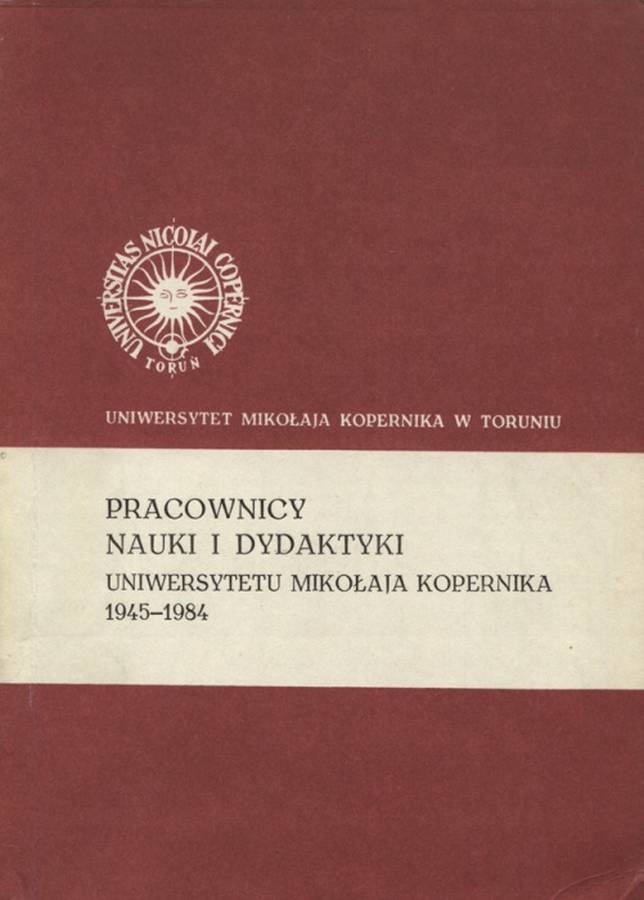 UNIVERSITAS NICOLAI COPERNICI
TORUŃ
UNIWERSYTET MIKOŁAJA KOPERNIKA W TORUNIU
PRACOWNICY
NAUKI I DYDAKTYKI
UNIWERSYTETU MIKOŁAJA KOPERNIKA
1945–1984